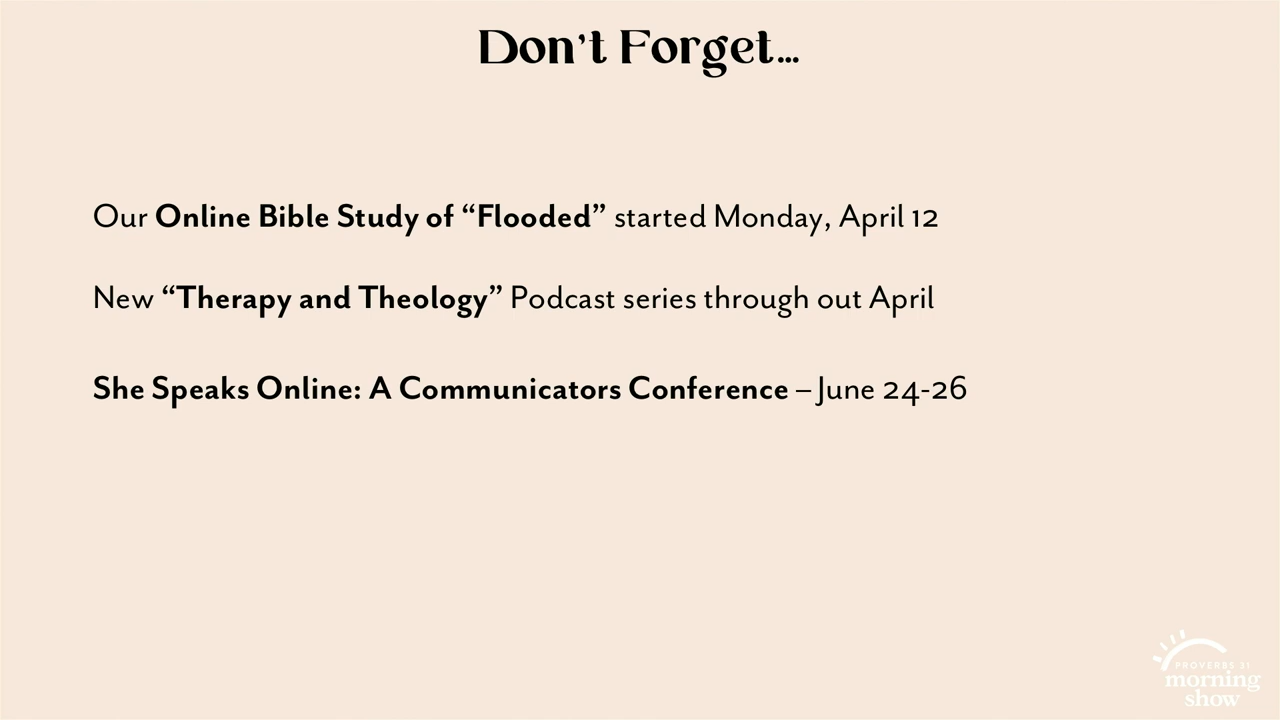 Don't Forget...
Our Online Bible Study of “Flooded” started Monday, April 12
New “Therapy and Theology” Podcast series through out April
She Speaks Online: A Communicators Conference – June 24-26
PROVERBS 31
morning
show